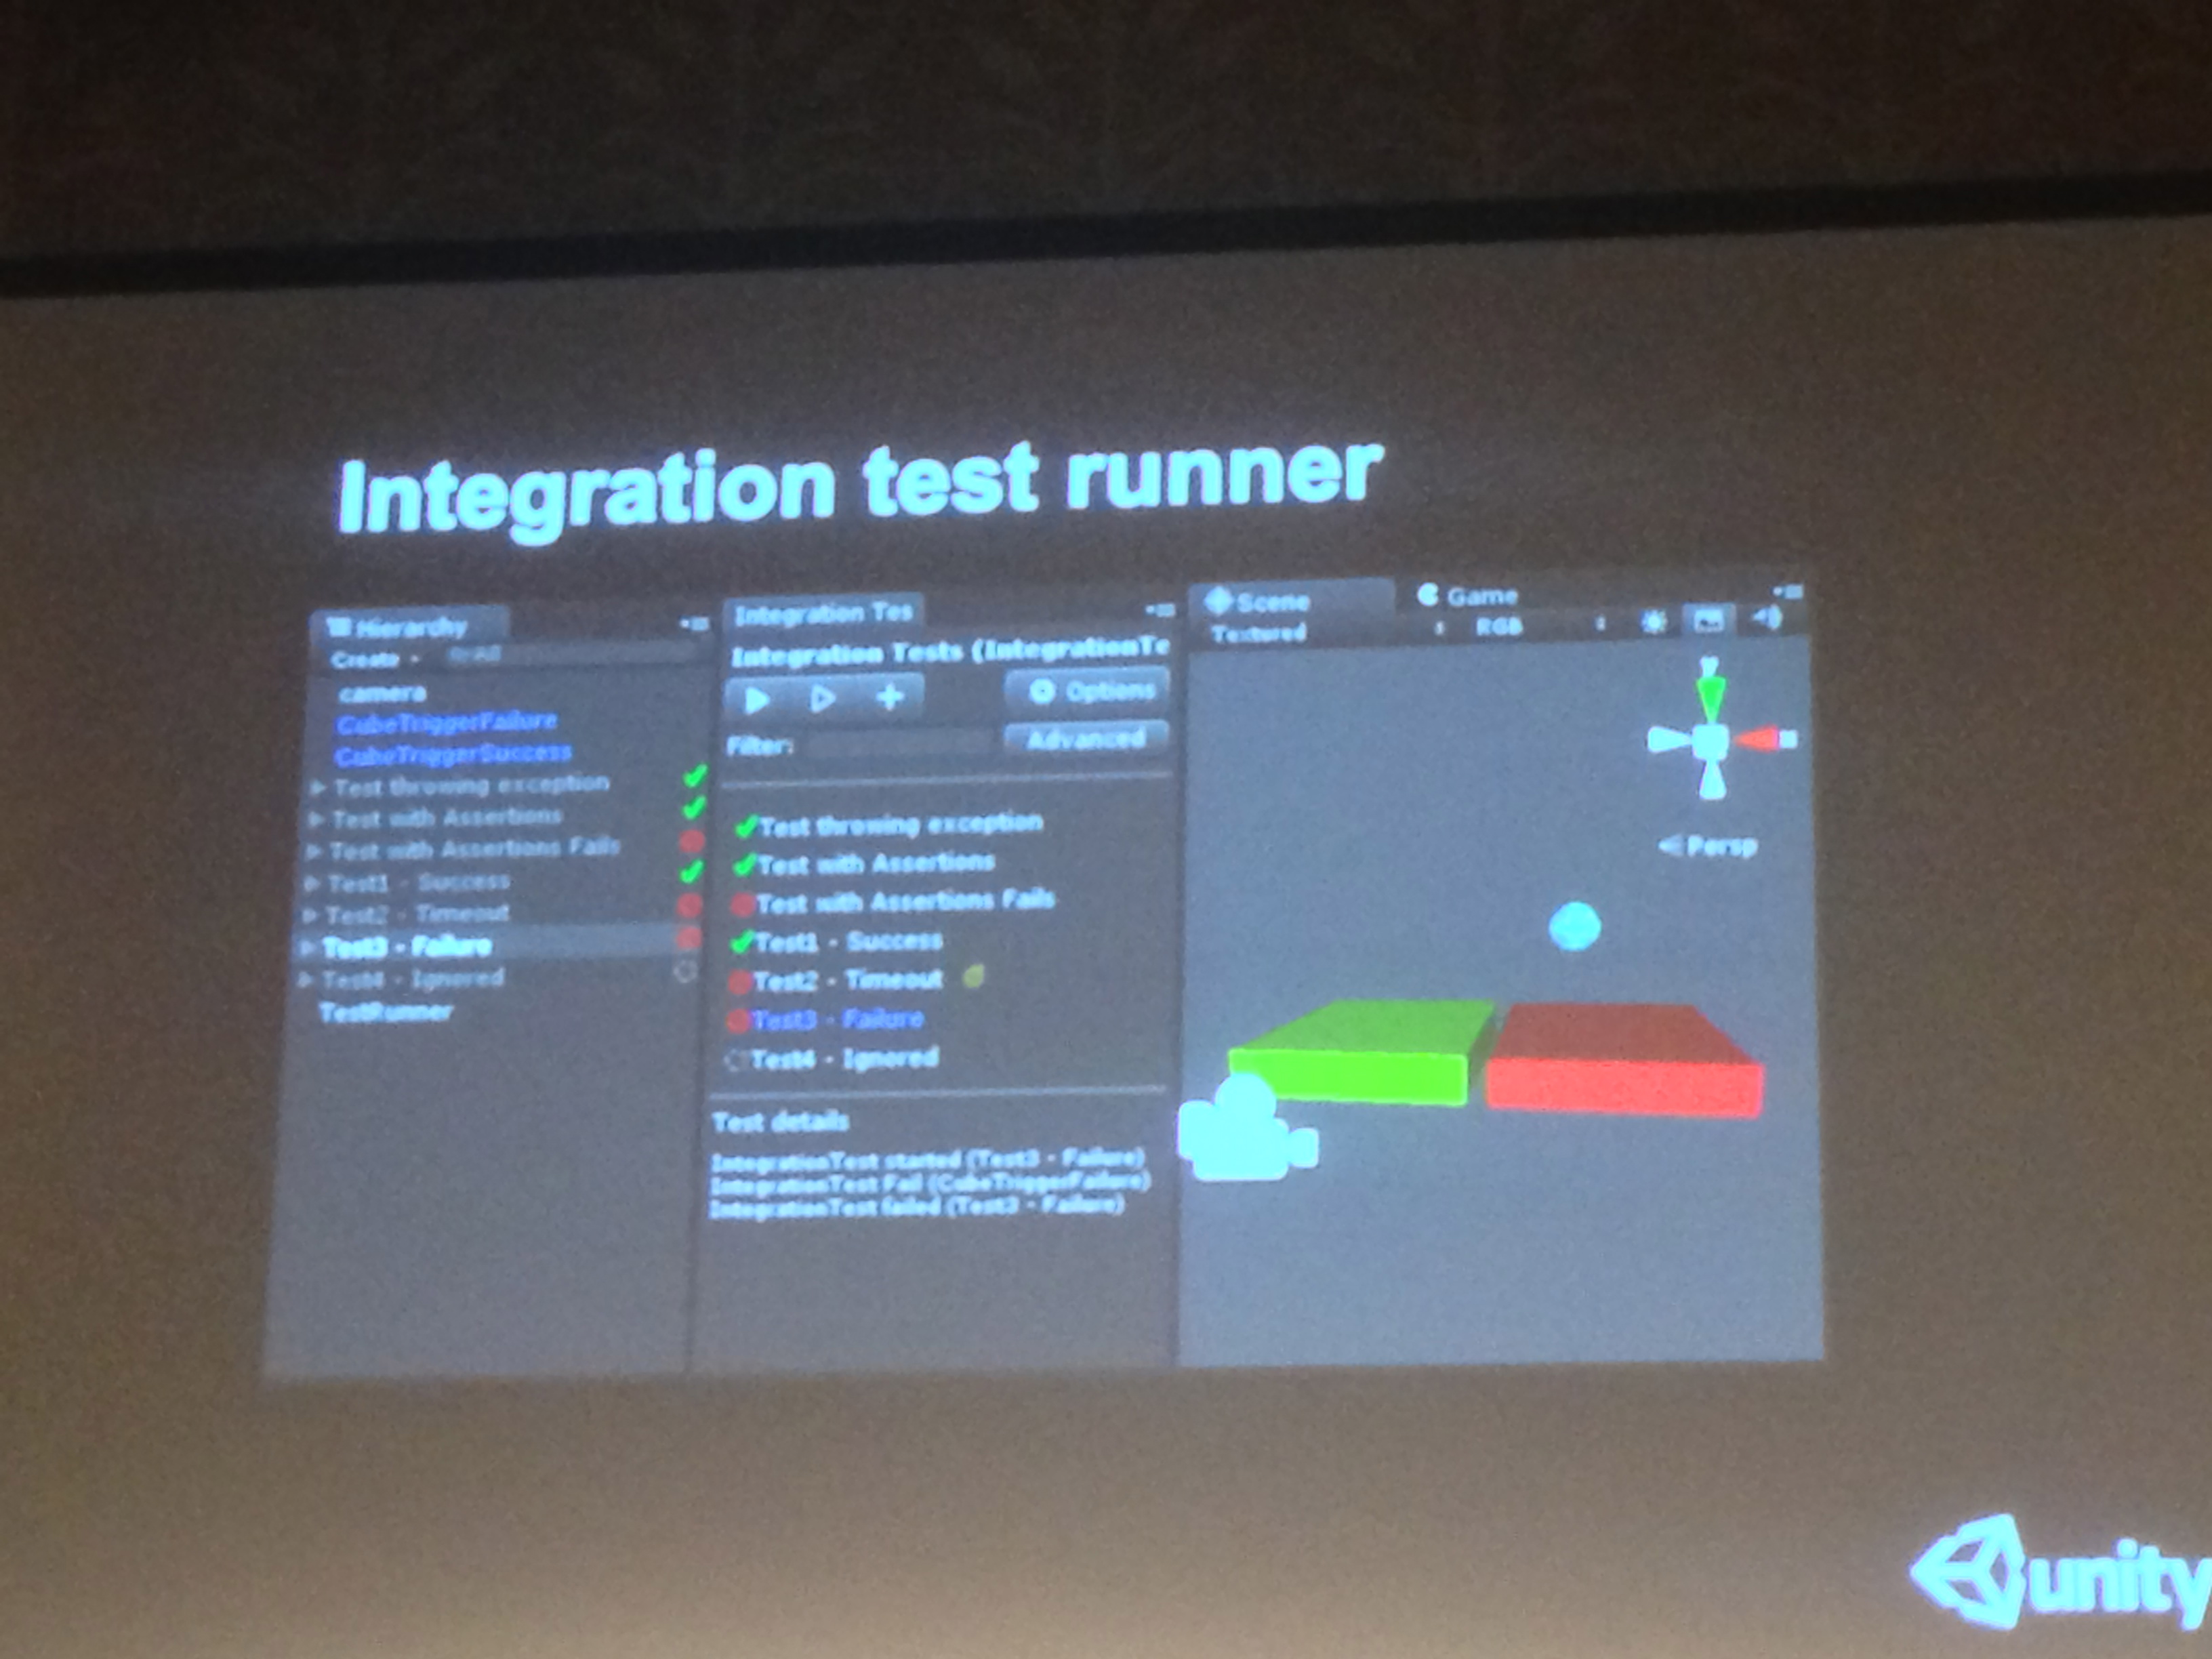 Integration test runner
Hierarchy
Create
camera
CubeTriggerFailure
CubeTriggerSuccess
Test throwing exception
Test with Assertions
Test with Assertions Fails
Test1 - Success
Test2 - Timeout
Test3 - Failure
Test4 - Ignored
TestRunner
Integration Tes
Integration Tests (IntegrationTe
Options
Filter:
Advanced
Test throwing exception
Test with Assertions
Test with Assertions Fails
Test1 - Success
Test2 - Timeout
Test3 - Failure
Test4 - Ignored
Test details
IntegrationTest started (Test3 - Failure)
IntegrationTest Fail (CubeTriggerFailure)
IntegrationTest failed (Test3 - Failure)
Scene
Game
Textured
RGB
y
Persp
unity